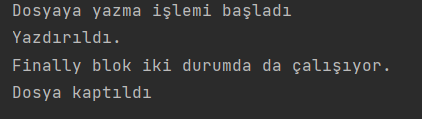 Dosyaya yazma işlemi başladı
Yazdırıldı.
Finally blok iki durumda da çalışıyor.
Dosya kaptıldı